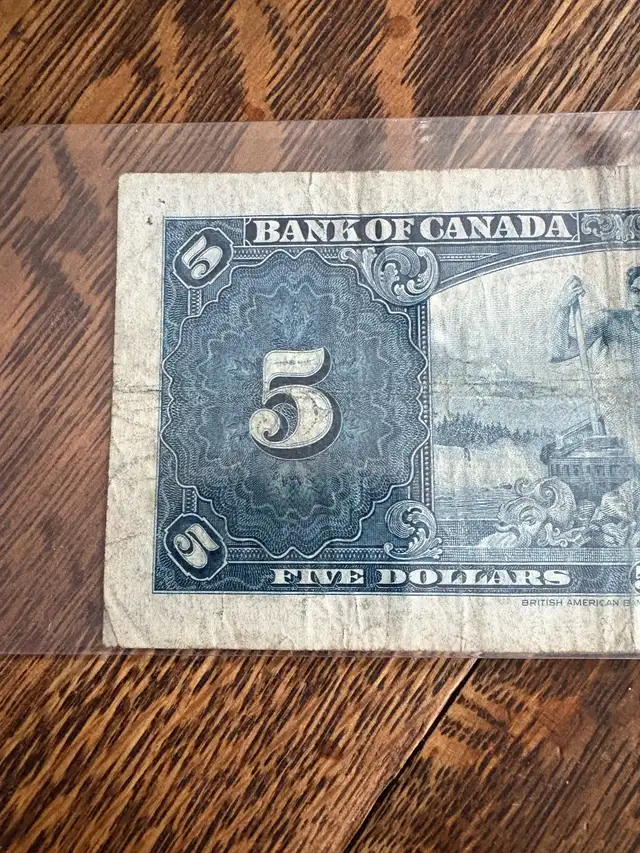 5 BANK OF CANADA
5
5 FIVE DOLLARS
BRITISH AMERICAN B